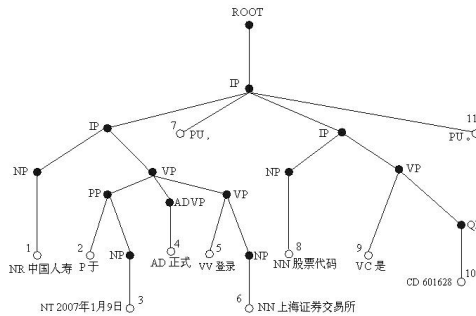 ROOT
IP
IP 7 PU , IP 11 PU 。
NP VP NP VP
PP ADVP VP
1 NR 中国人寿 2 P于 NP 4 AD 正式 5 VV 登录 NP 8 NN 股票代码 9 VC 是 10 CD 601628
NT 2007年1月9日 3 6 NN 上海证券交易所